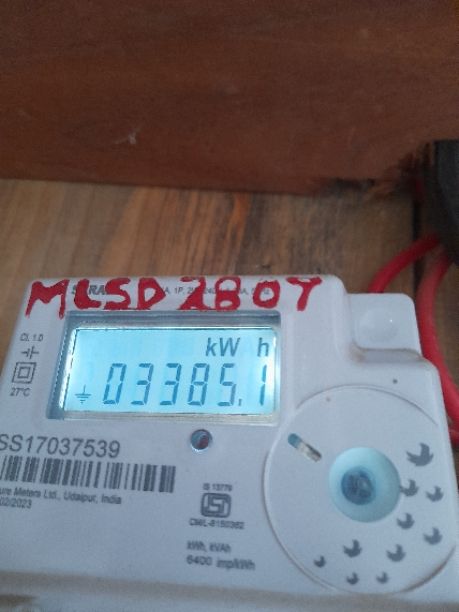 MLSD 2807
CL 1.0
kW h
03385.1
27°C
SS17037539
IS 13779
ure Meters Ltd., Udaipur, India
02/2023
CM/L-8150362
kWh, kVAh
6400 imp/kWh